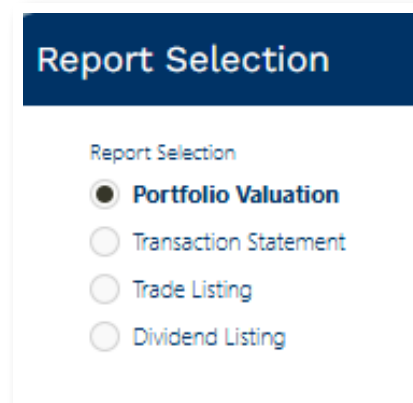 Report Selection
Report Selection
Portfolio Valuation
Transaction Statement
Trade Listing
Dividend Listing